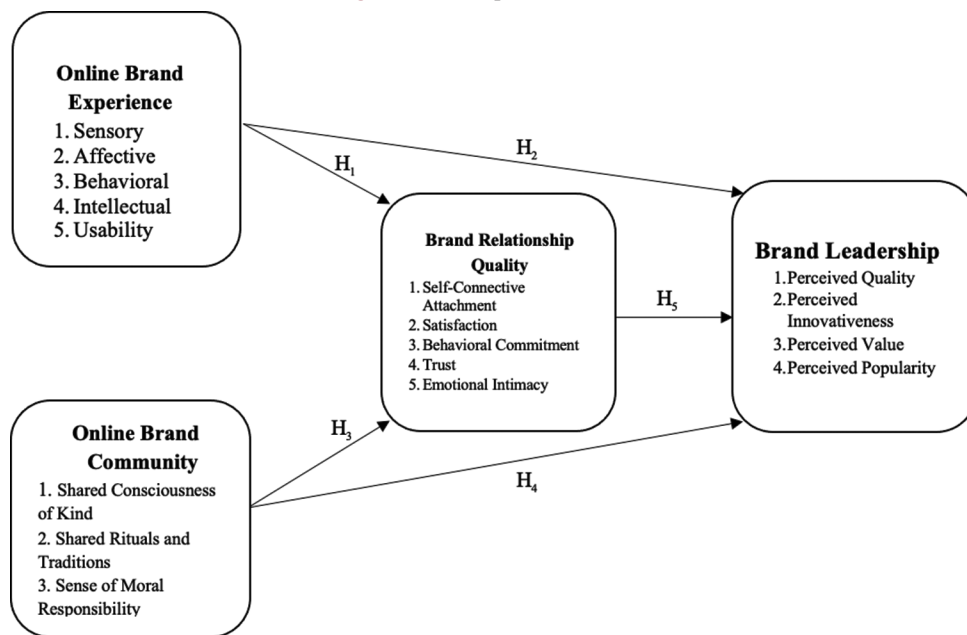 Online Brand
Experience
1. Sensory
2. Affective
3. Behavioral
4. Intellectual
5. Usability
H1
H2
Brand Relationship
Quality
1. Self-Connective
Attachment
2. Satisfaction
3. Behavioral Commitment
4. Trust
5. Emotional Intimacy
H5
Brand Leadership
1.Perceived Quality
2.Perceived
Innovativeness
3.Perceived Value
4.Perceived Popularity
Online Brand
Community
1. Shared Consciousness
of Kind
2. Shared Rituals and
Traditions
3. Sense of Moral
Responsibility
H3
H4